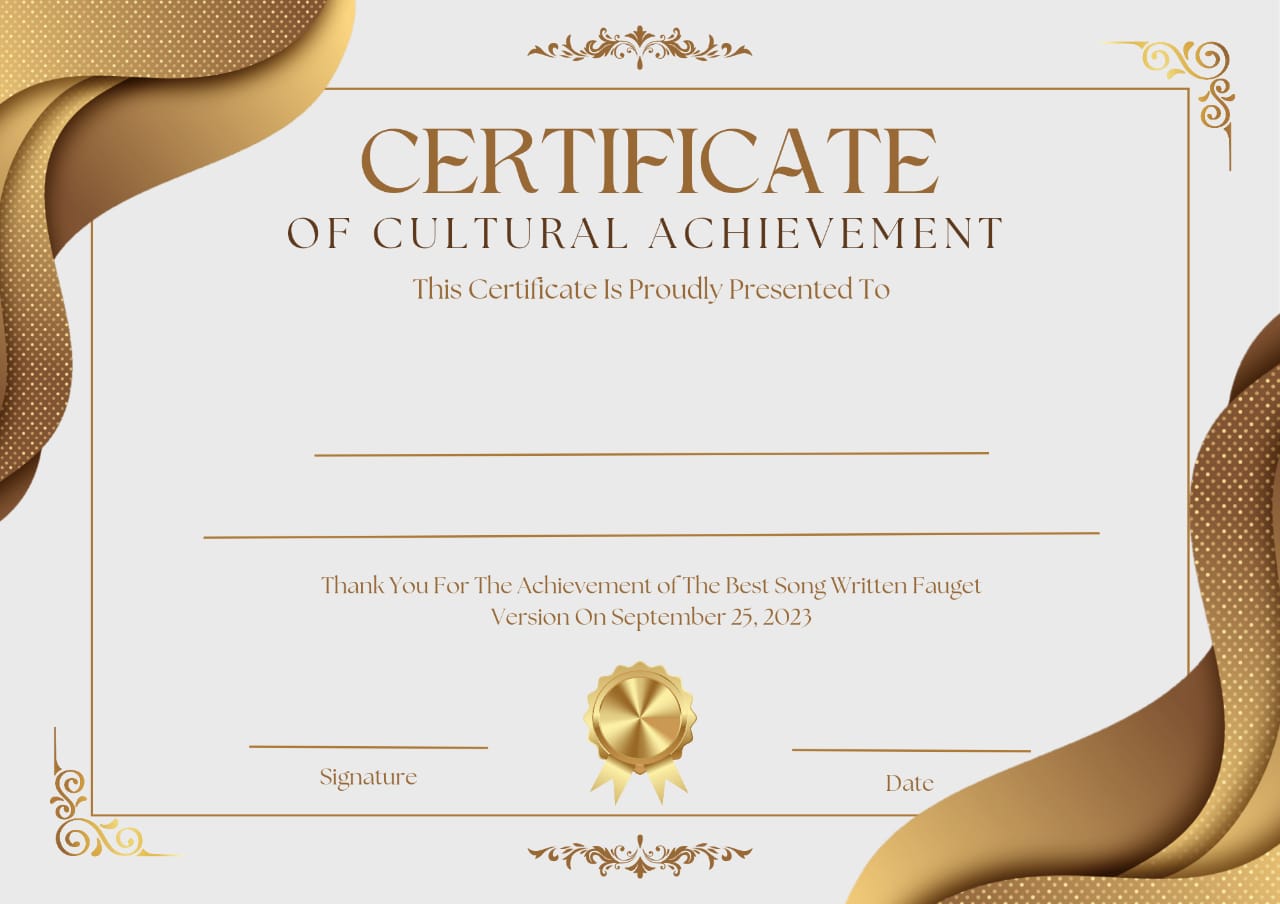 CERTIFICATE
OF CULTURAL ACHIEVEMENT
This Certificate Is Proudly Presented To
Thank You For The Achievement of The Best Song Written Fauget
Version On September 25, 2023
Signature
Date